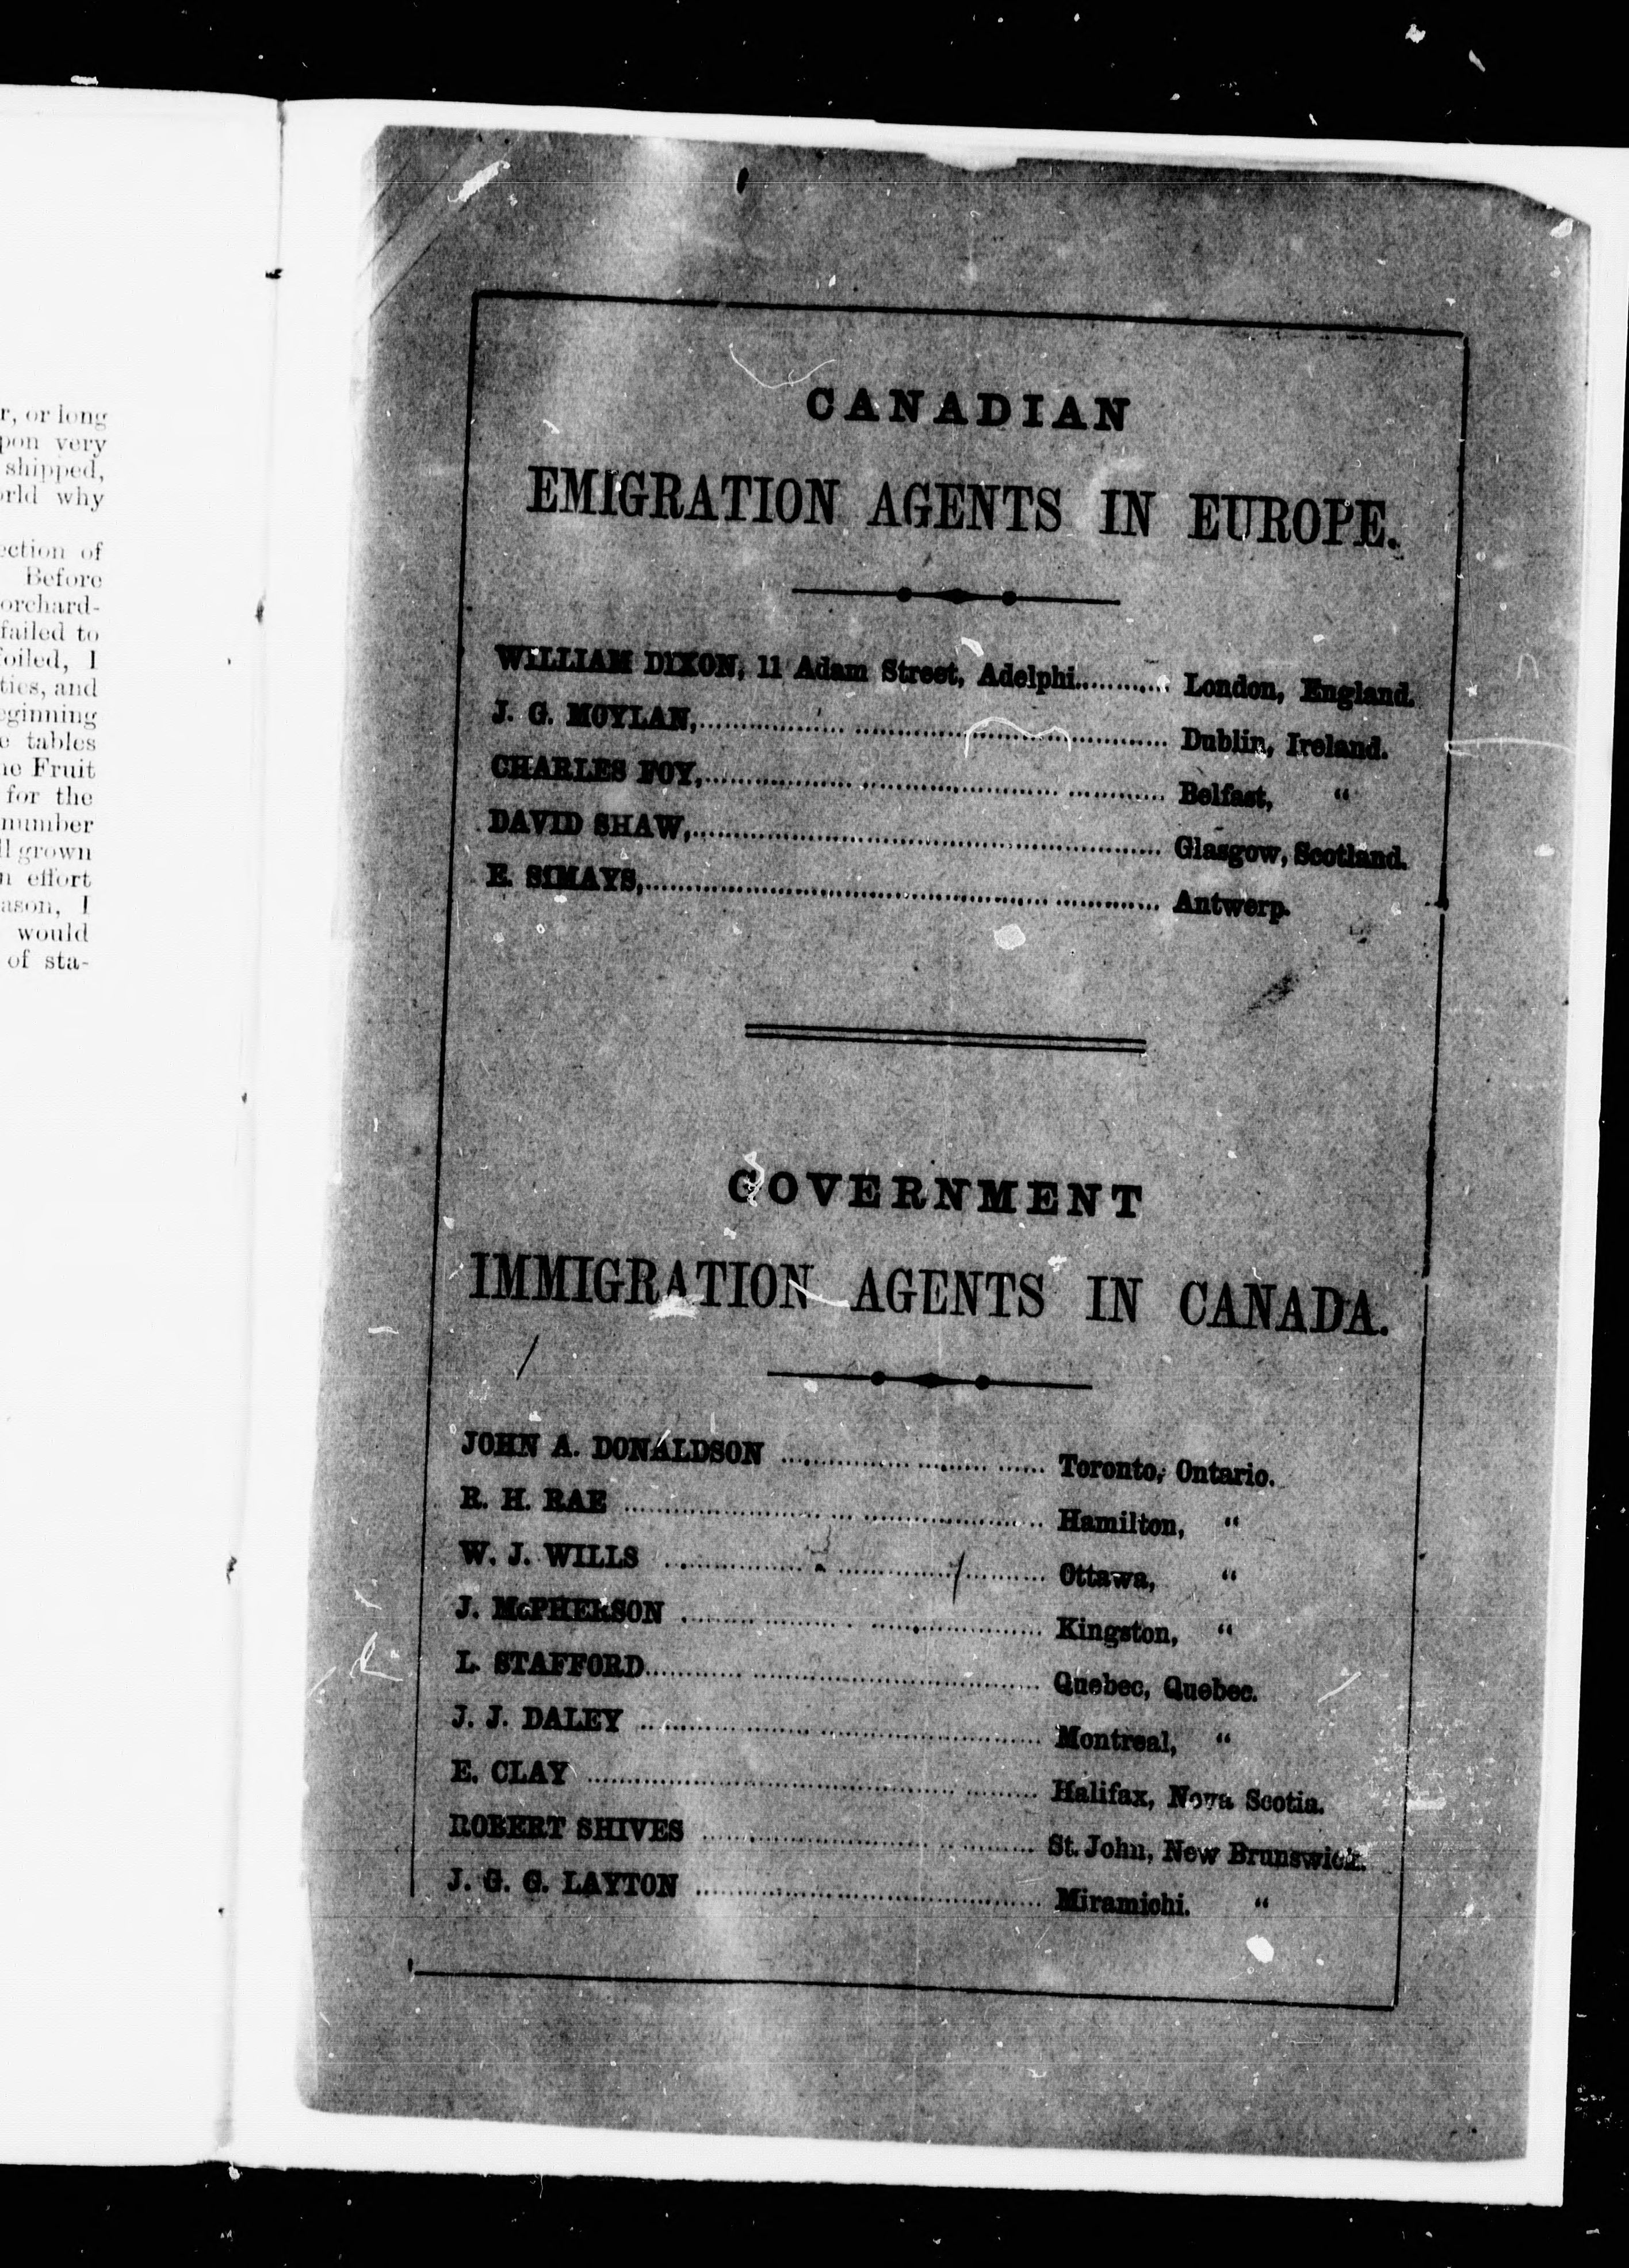 r, or long
pon very
shipped,
rld why
ection of
Before
orchard-
failed to
oiled, I
ties, and
eginning
e tables
he Fruit
for the
number
ll grown
n effort
ason, I
would
of sta-
CANADIAN
EMIGRATION AGENTS IN EUROPE.
WILLIAM DIXON, 11 Adam Street, Adelphi............ London, England.
J. G. MOYLAN,............ Dublin, Ireland.
CHARLES FOY,............ Belfast, “
DAVID SHAW,............ Glasgow, Scotland.
E. SIMAYS,............ Antwerp.
GOVERNMENT
IMMIGRATION AGENTS IN CANADA.
JOHN A. DONALDSON ............ Toronto, Ontario.
R. H. RAE ............ Hamilton, “
W. J. WILLS ............ Ottawa, “
J. McPHERSON ............ Kingston, “
L. STAFFORD............ Quebec, Quebec.
J. J. DALEY ............ Montreal, “
E. CLAY ............ Halifax, Nova Scotia.
ROBERT SHIVES ............ St. John, New Brunswick.
J. G. G. LAYTON ............ Miramichi. “